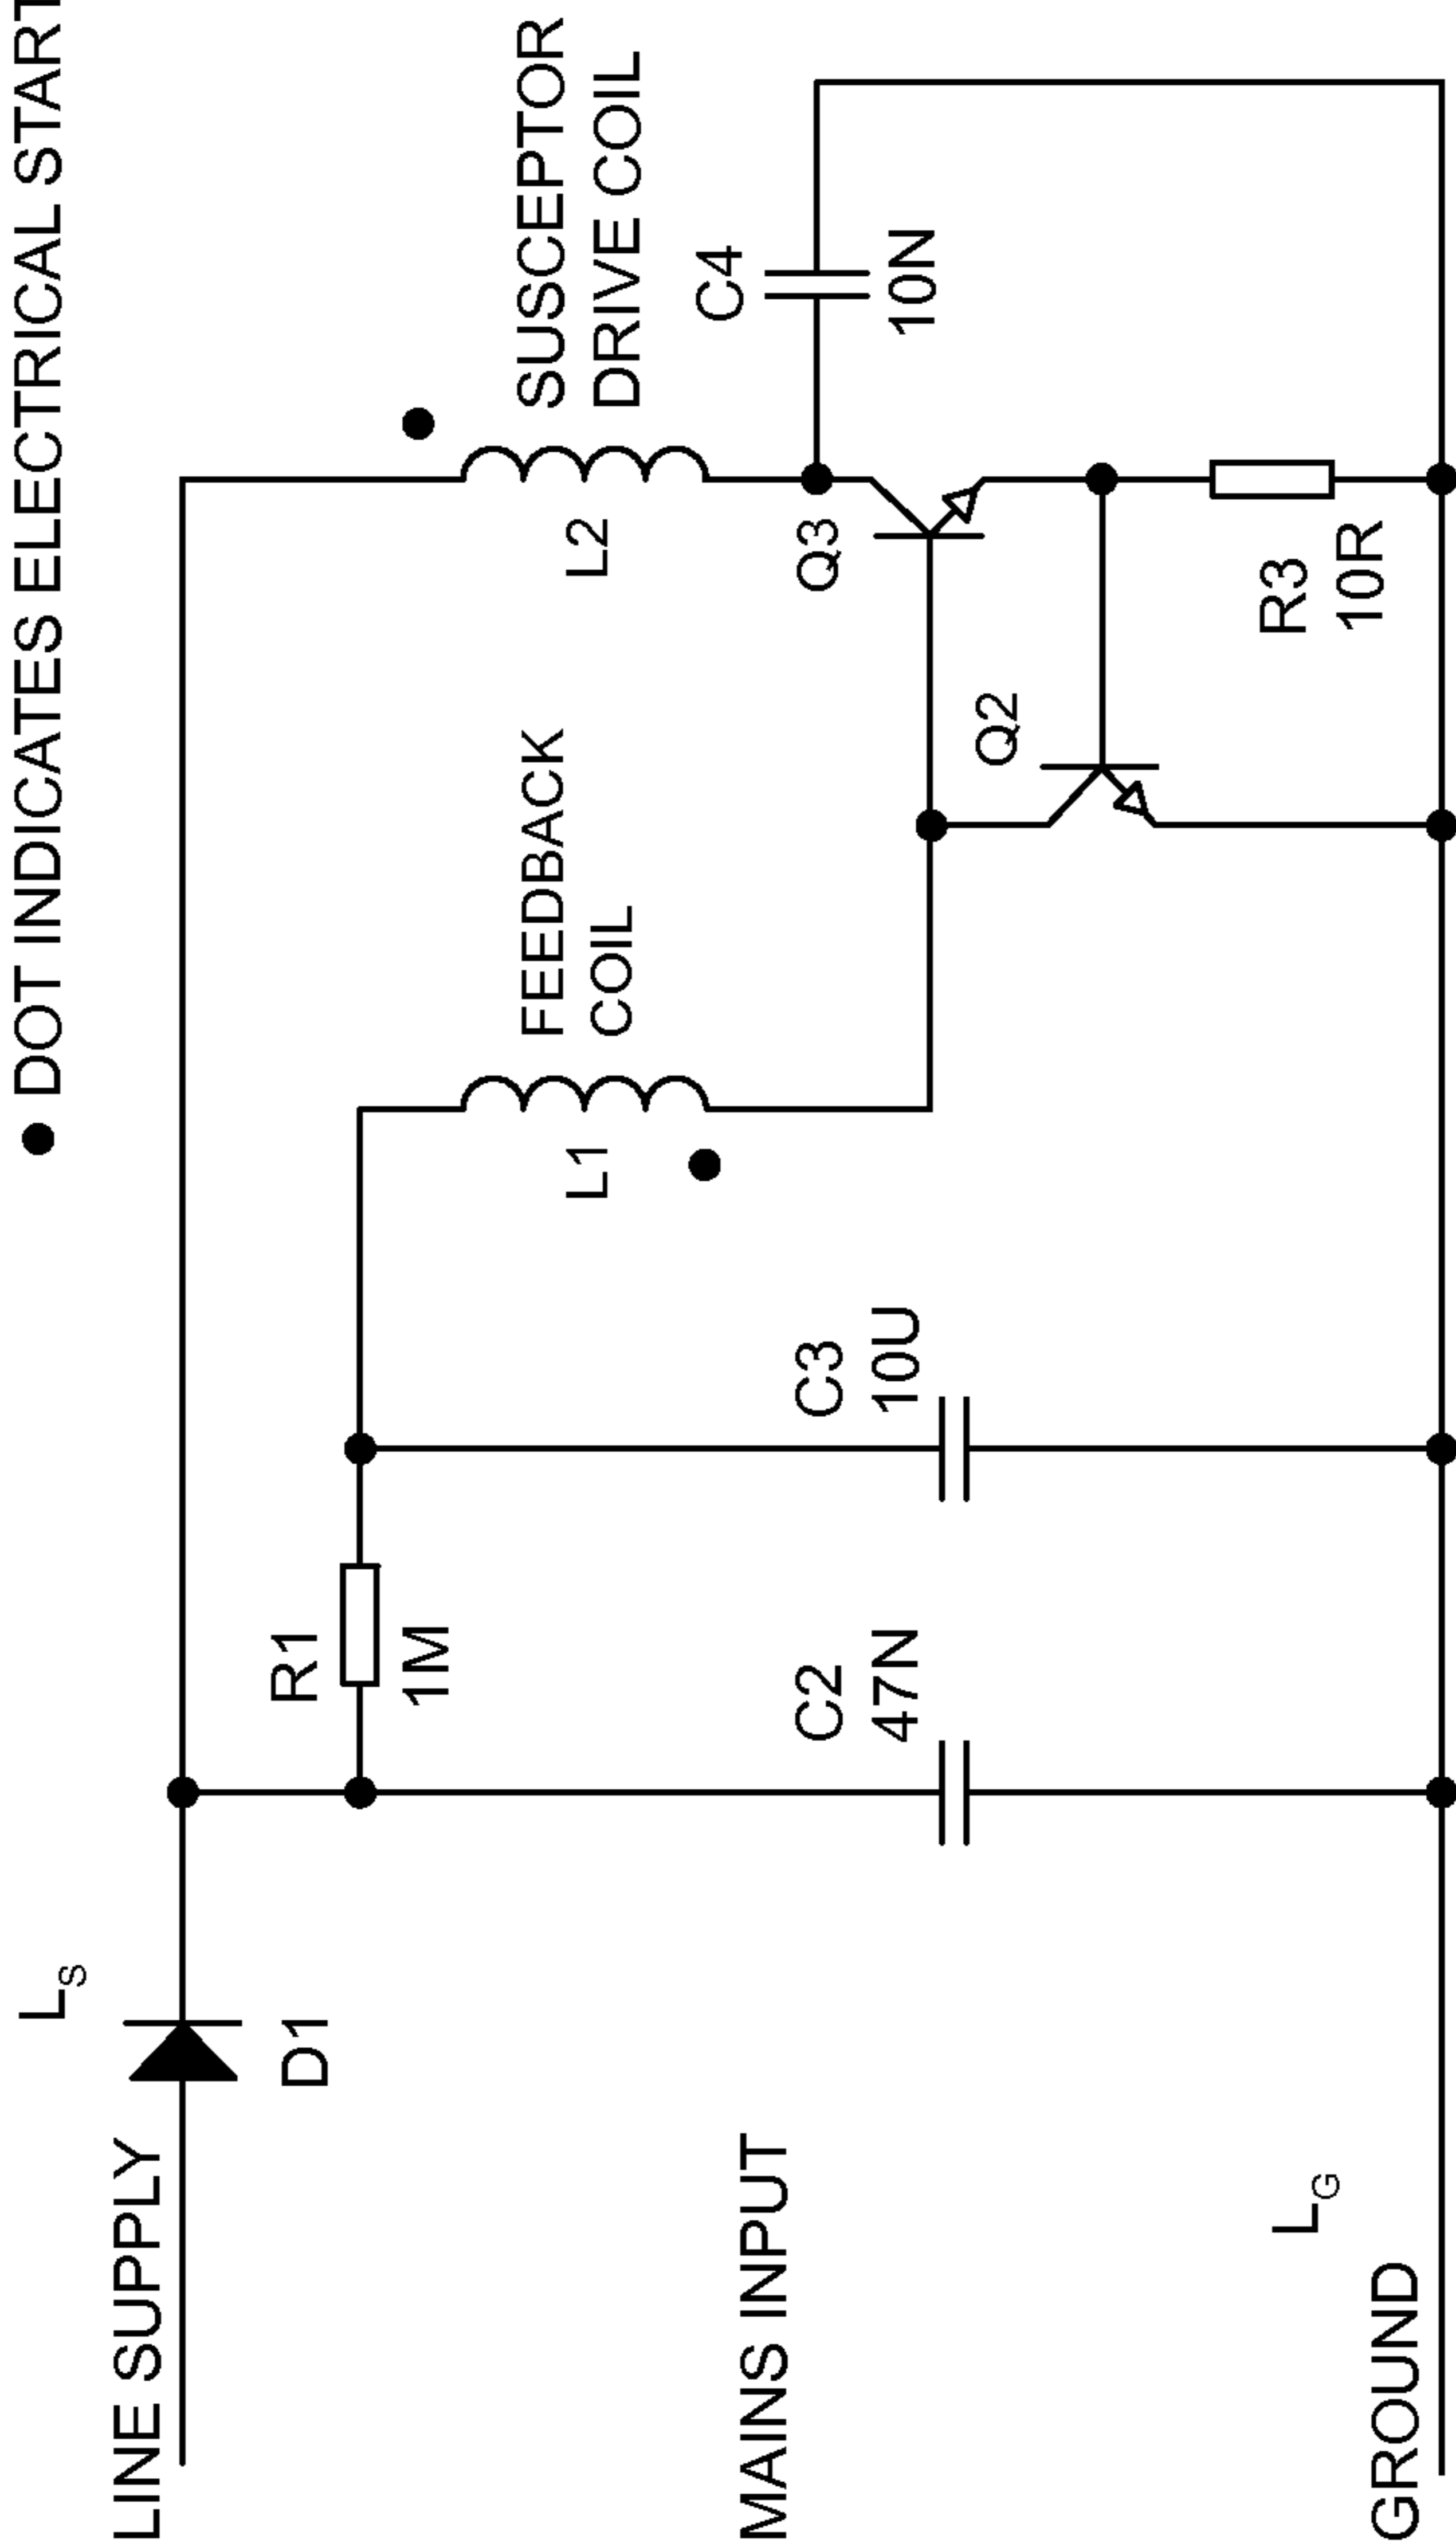 ● DOT INDICATES ELECTRICAL START
LINE SUPPLY
LS
D1
R1
1M
L1
FEEDBACK
COIL
L2
SUSCEPTOR
DRIVE COIL
MAINS INPUT
C2
47N
C3
10U
Q3
C4
10N
Q2
R3
10R
LG
GROUND